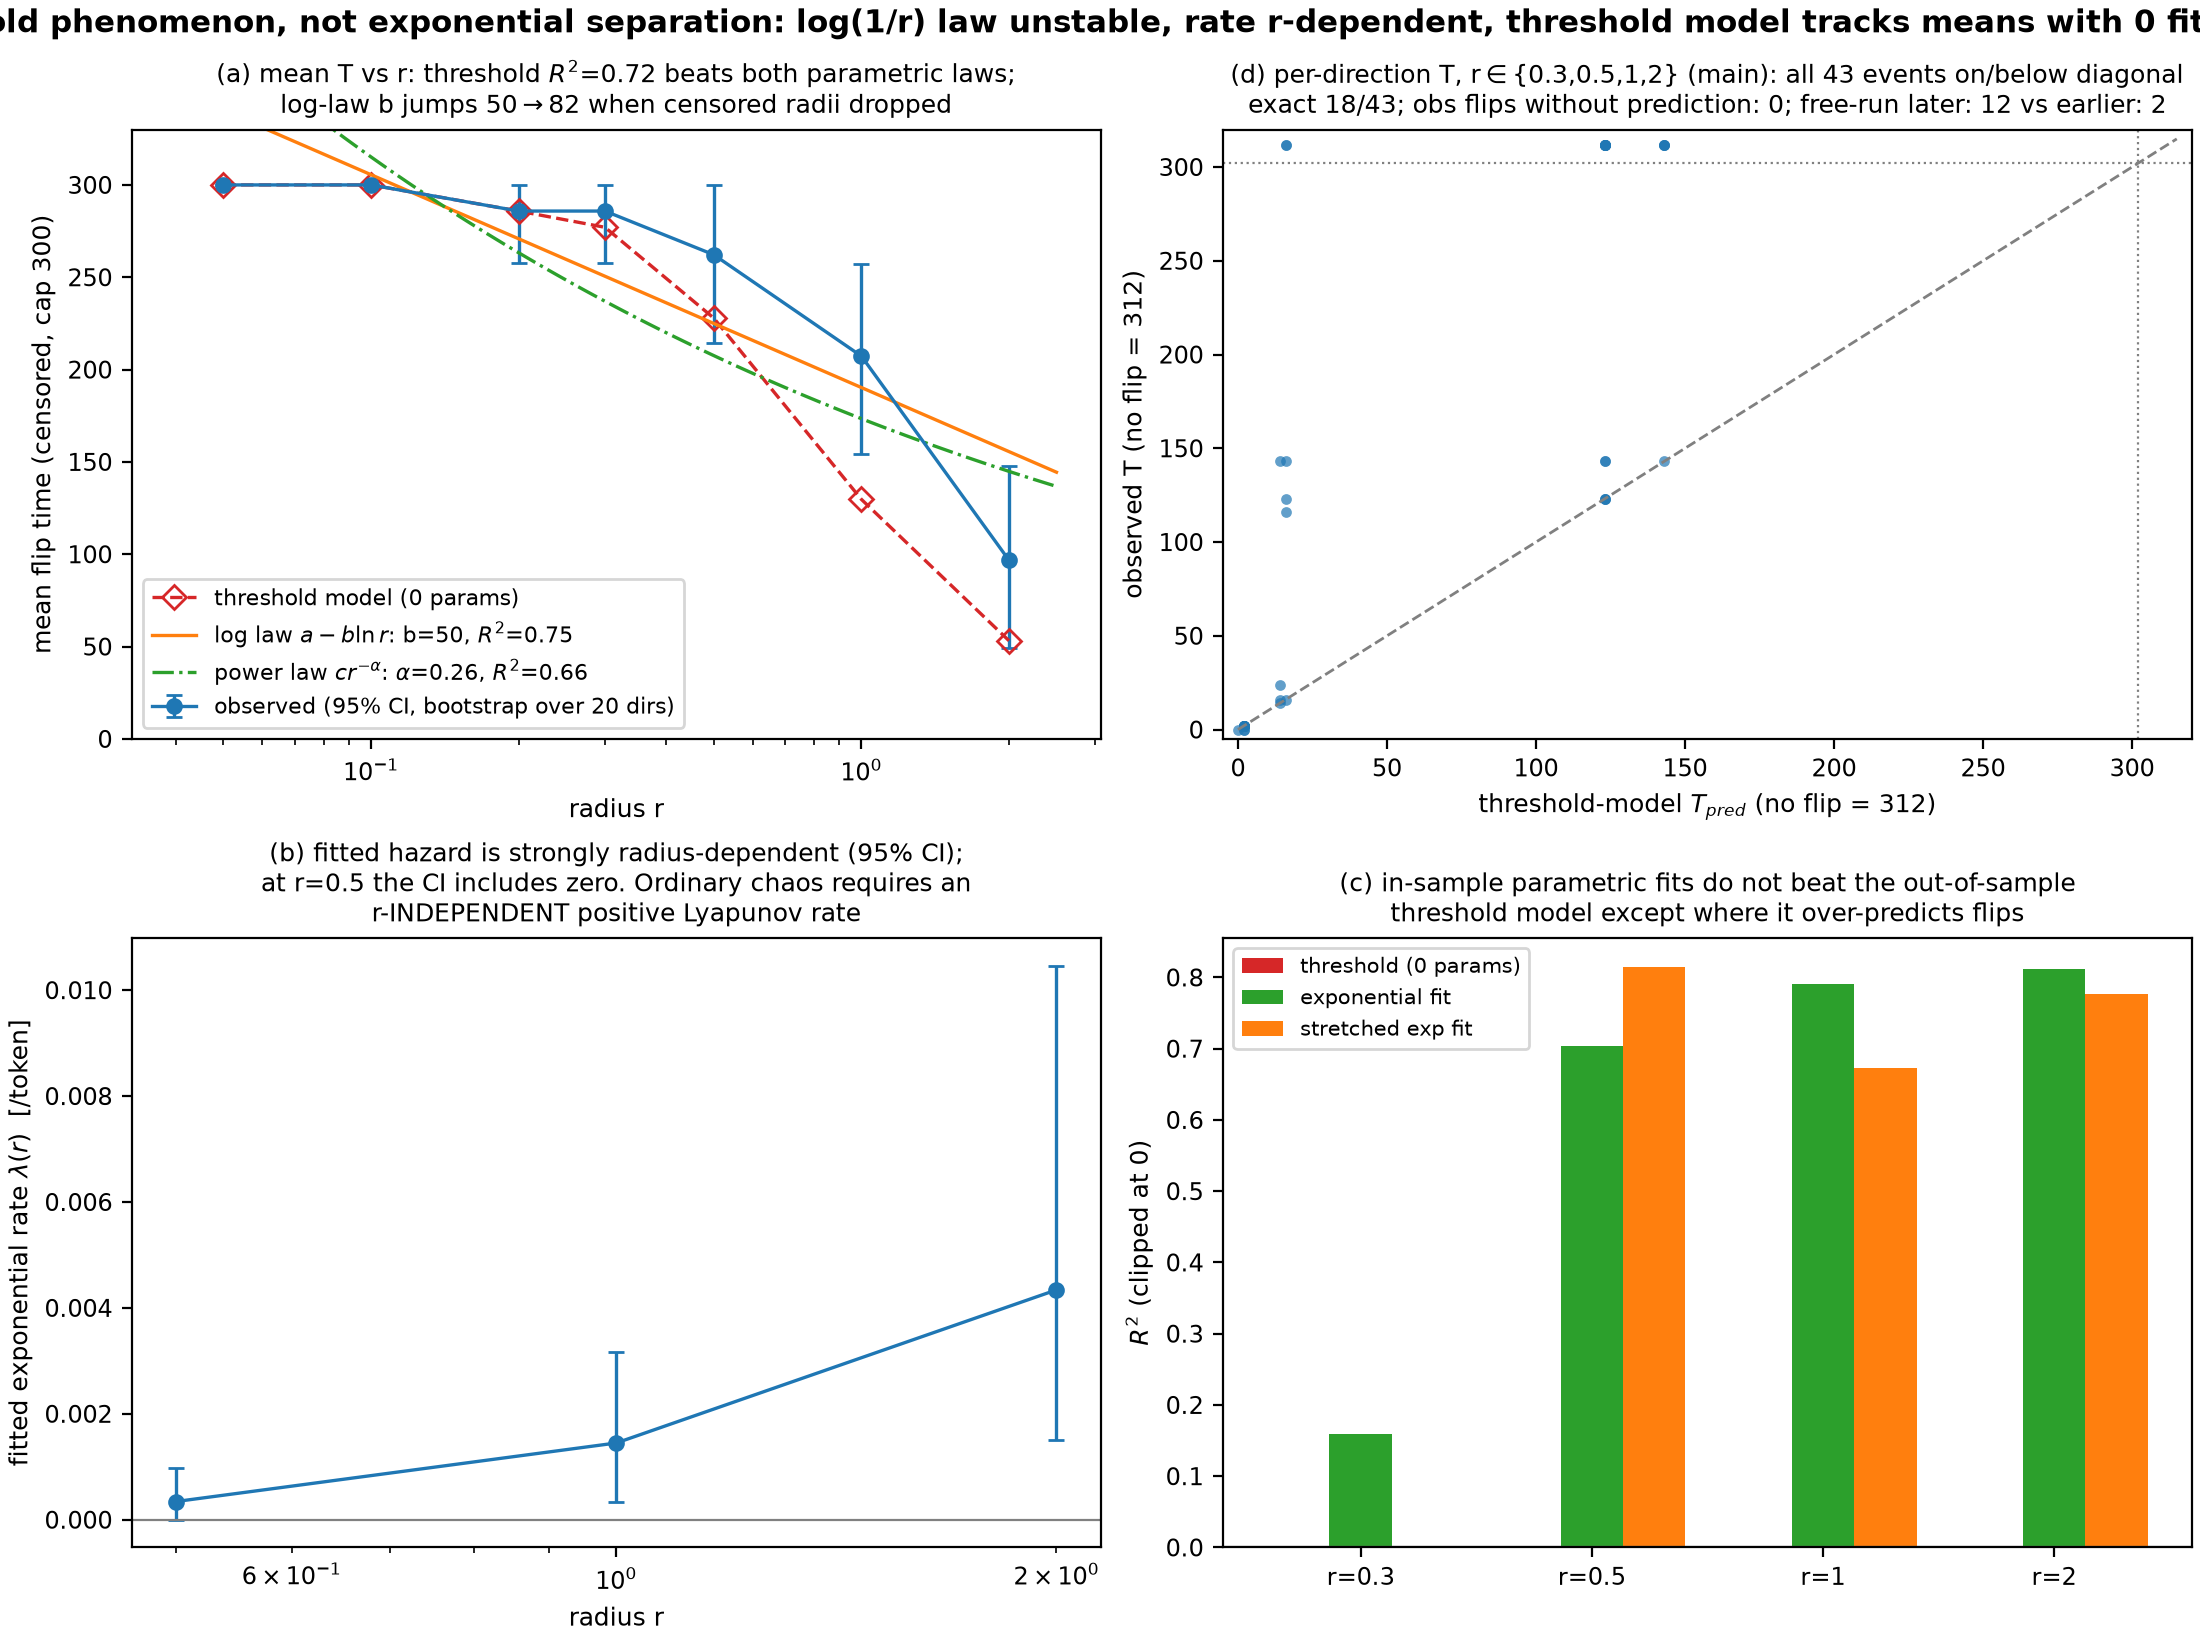 old phenomenon, not exponential separation: log(1/r) law unstable, rate r-dependent, threshold model tracks means with 0 fit
(a) mean T vs r: threshold R²=0.72 beats both parametric laws;
log-law b jumps 50→82 when censored radii dropped
mean flip time (censored, cap 300)
300
250
200
150
100
50
0
threshold model (0 params)
log law a − b ln r: b=50, R²=0.75
power law cr⁻ᵅ: α=0.26, R²=0.66
observed (95% CI, bootstrap over 20 dirs)
10⁻¹
10⁰
radius r
(d) per-direction T, r∈{0.3,0.5,1,2} (main): all 43 events on/below diagonal
exact 18/43; obs flips without prediction: 0; free-run later: 12 vs earlier: 2
observed T (no flip = 312)
300
250
200
150
100
50
0
0 50 100 150 200 250 300
threshold-model T_pred (no flip = 312)
(b) fitted hazard is strongly radius-dependent (95% CI);
at r=0.5 the CI includes zero. Ordinary chaos requires an
r-INDEPENDENT positive Lyapunov rate
fitted exponential rate λ(r) [/token]
0.010
0.008
0.006
0.004
0.002
0.000
6 × 10⁻¹
10⁰
2 × 10⁰
radius r
(c) in-sample parametric fits do not beat the out-of-sample
threshold model except where it over-predicts flips
R² (clipped at 0)
0.8
0.7
0.6
0.5
0.4
0.3
0.2
0.1
0.0
threshold (0 params)
exponential fit
stretched exp fit
r=0.3 r=0.5 r=1 r=2